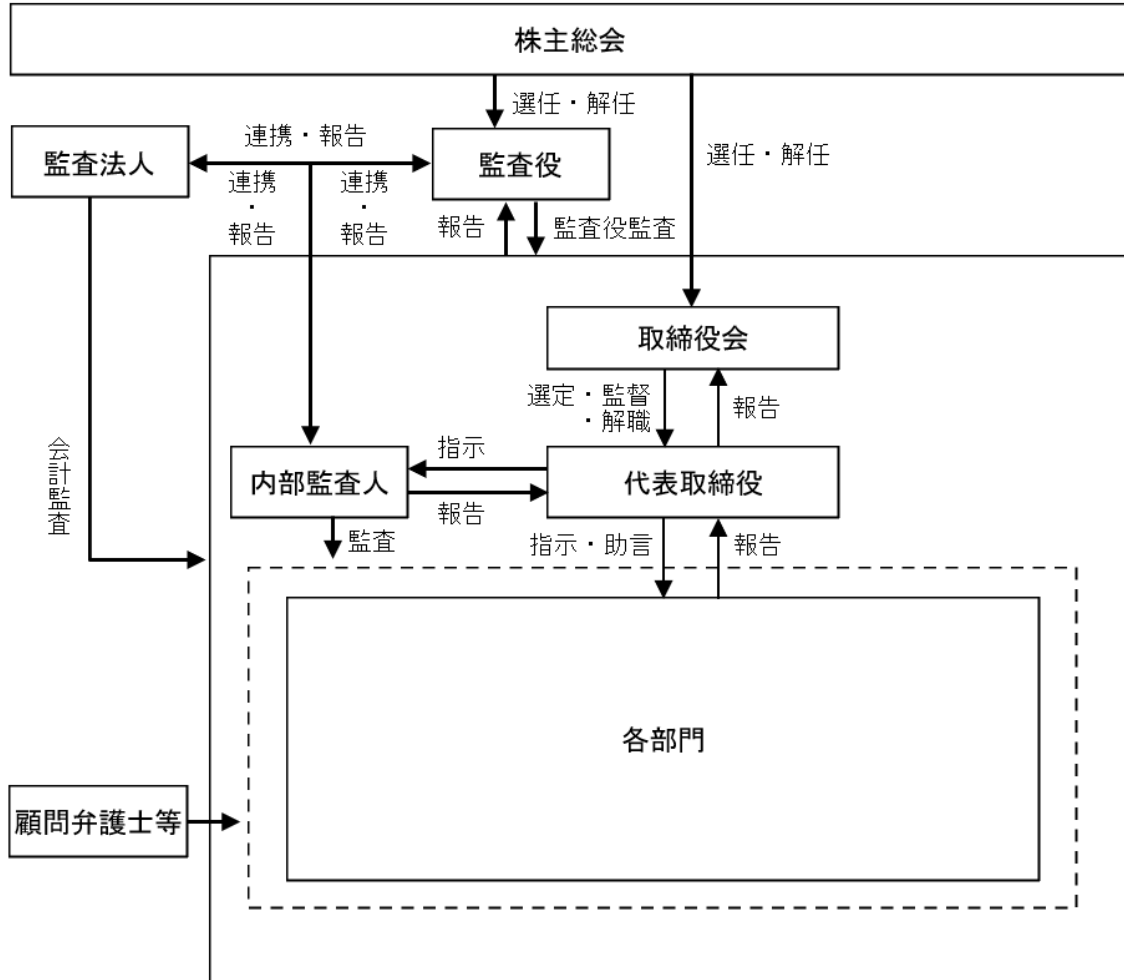 株主総会
選任・解任
選任・解任
連携・報告
監査法人
監査役
連携
・
報告
連携
・
報告
報告
監査役監査
取締役会
選定・監督
・解職
報告
会計監査
指示
内部監査人
代表取締役
報告
監査
指示・助言
報告
各部門
顧問弁護士等